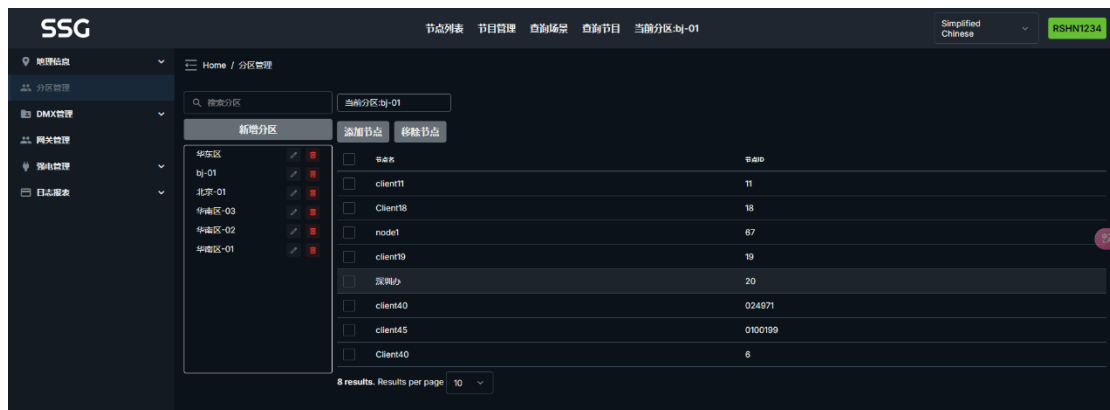 SSG
节点列表 节目管理 查询场景 查询节目 当前分区:bj-01
Simplified Chinese
RSHN1234
地理信息
分区管理
DMX管理
网关管理
强电管理
日志报表
Home / 分区管理
搜索分区
新增分区
华东区
bj-01
北京-01
华南区-03
华南区-02
华南区-01
当前分区:bj-01
添加节点 移除节点
节点名 节点ID
client11 11
Client18 18
node1 67
client19 19
深圳办 20
client40 024971
client45 0100199
Client40 6
8 results. Results per page 10